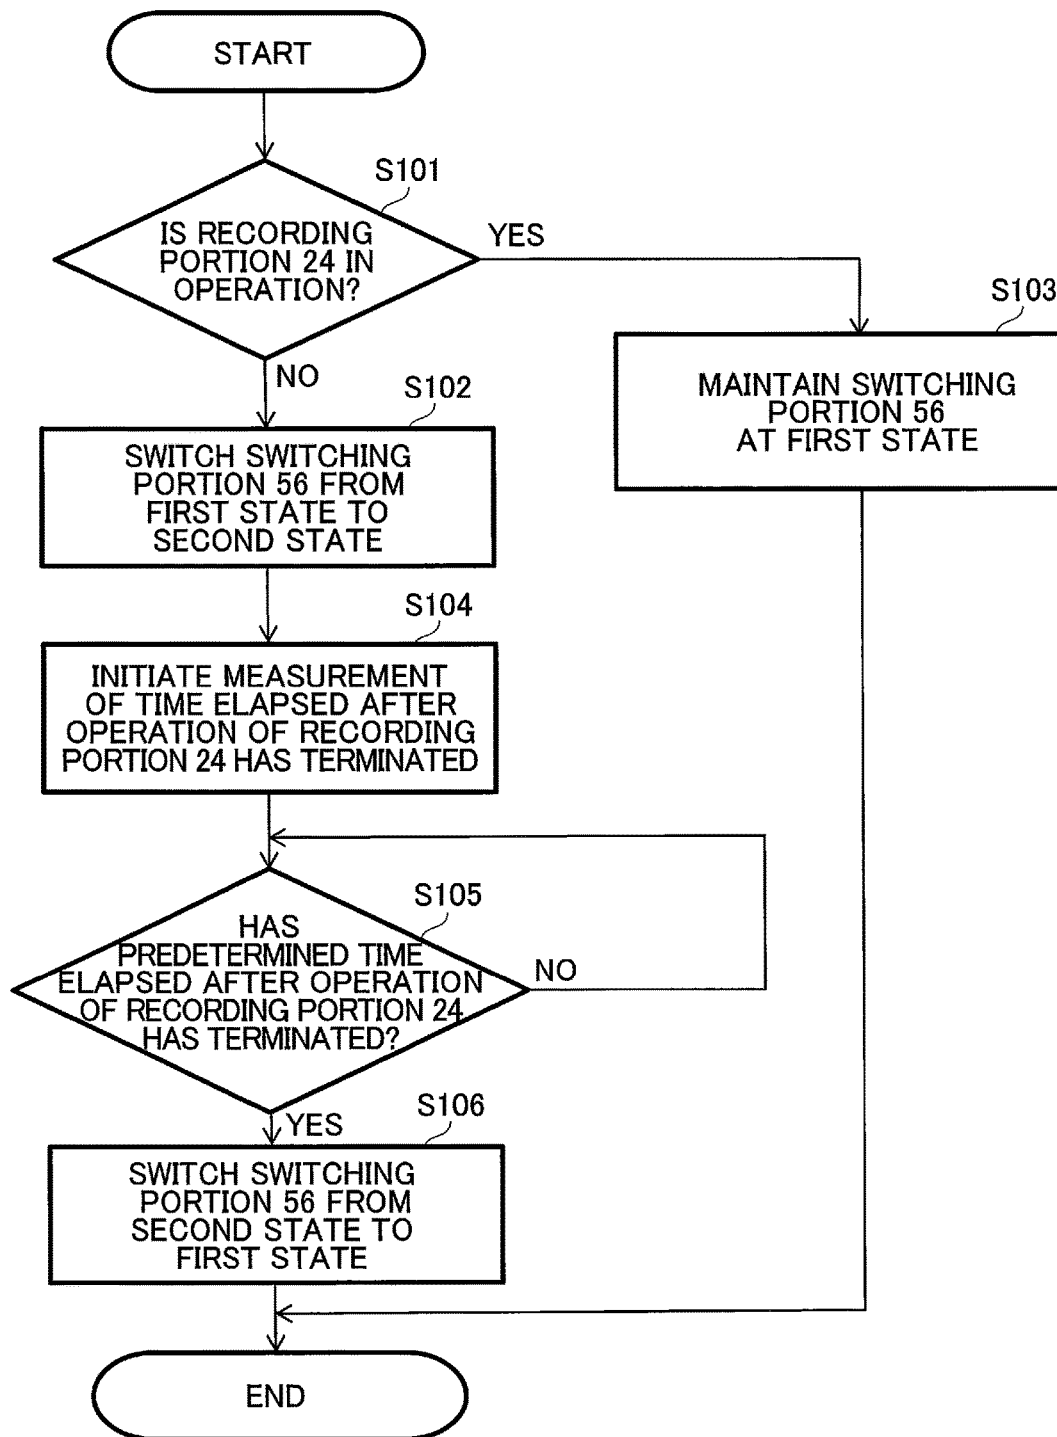 START
S101
IS RECORDING
PORTION 24 IN
OPERATION?
YES
NO
S103
MAINTAIN SWITCHING
PORTION 56
AT FIRST STATE
S102
SWITCH SWITCHING
PORTION 56 FROM
FIRST STATE TO
SECOND STATE
S104
INITIATE MEASUREMENT
OF TIME ELAPSED AFTER
OPERATION OF RECORDING
PORTION 24 HAS TERMINATED
S105
HAS
PREDETERMINED TIME
ELAPSED AFTER OPERATION
OF RECORDING PORTION 24
HAS TERMINATED?
NO
YES
S106
SWITCH SWITCHING
PORTION 56 FROM
SECOND STATE TO
FIRST STATE
END